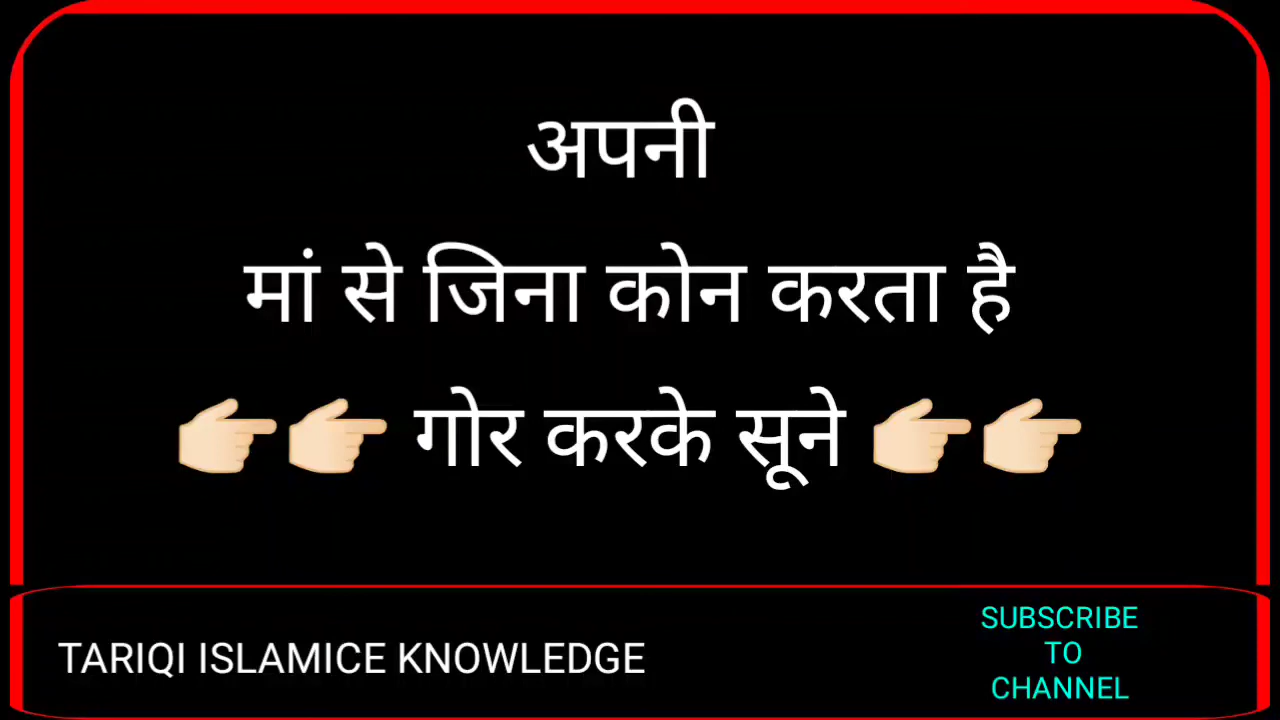 अपनी
मां से जिना कोन करता है
👉🏻👉🏻 गोर करके सूने 👉🏻👉🏻
TARIQI ISLAMICE KNOWLEDGE
SUBSCRIBE
TO
CHANNEL